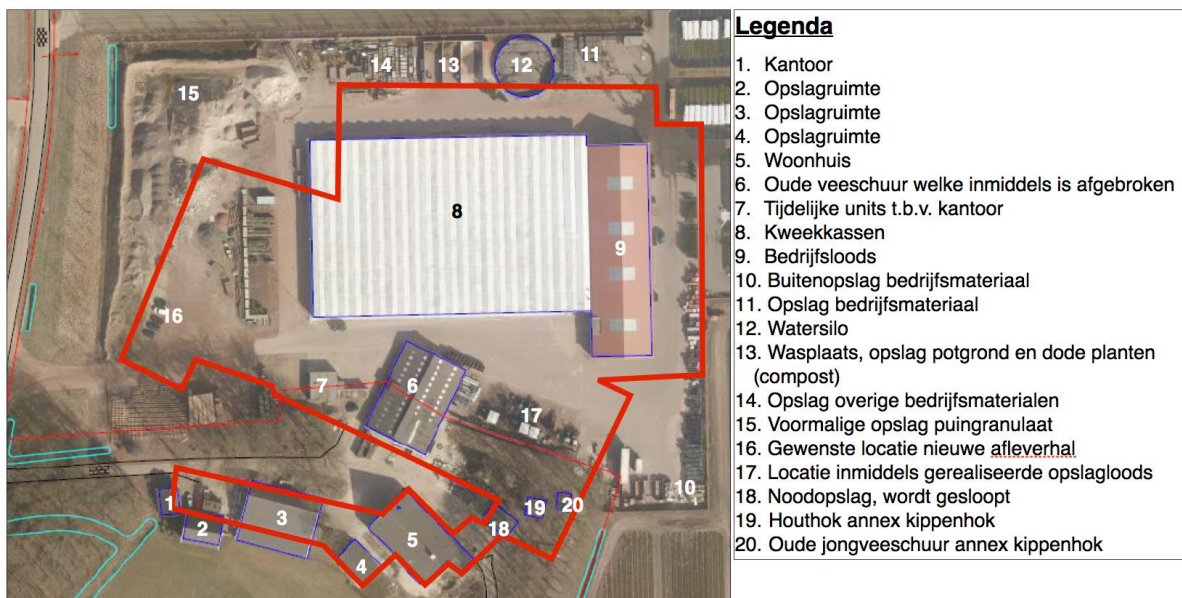 14
13
12
11
15
8
9
16
7
6
17
10
1
2
3
4
5
18
19
20
Legenda
1. Kantoor
2. Opslagruimte
3. Opslagruimte
4. Opslagruimte
5. Woonhuis
6. Oude veeschuur welke inmiddels is afgebroken
7. Tijdelijke units t.b.v. kantoor
8. Kweekkassen
9. Bedrijfsloods
10. Buitenopslag bedrijfsmateriaal
11. Opslag bedrijfsmateriaal
12. Watersilo
13. Wasplaats, opslag potgrond en dode planten
(compost)
14. Opslag overige bedrijfsmaterialen
15. Voormalige opslag puingranulaat
16. Gewenste locatie nieuwe afleverhal
17. Locatie inmiddels gerealiseerde opslagloods
18. Noodopslag, wordt gesloopt
19. Houthok annex kippenhok
20. Oude jongveeschuur annex kippenhok